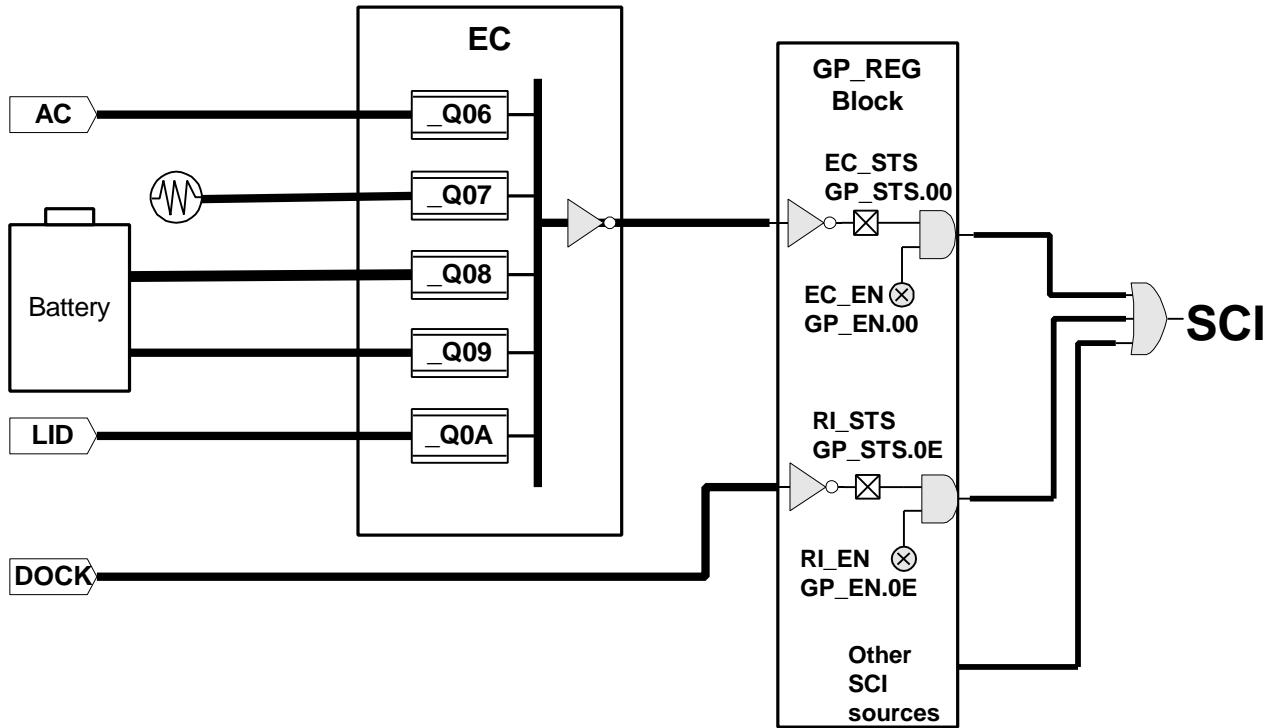 EC
AC
_Q06
_Q07
Battery
_Q08
_Q09
LID
_Q0A
DOCK
GP_REG
Block
EC_STS
GP_STS.00
EC_EN
GP_EN.00
RI_STS
GP_STS.0E
RI_EN
GP_EN.0E
Other
SCI
sources
SCI